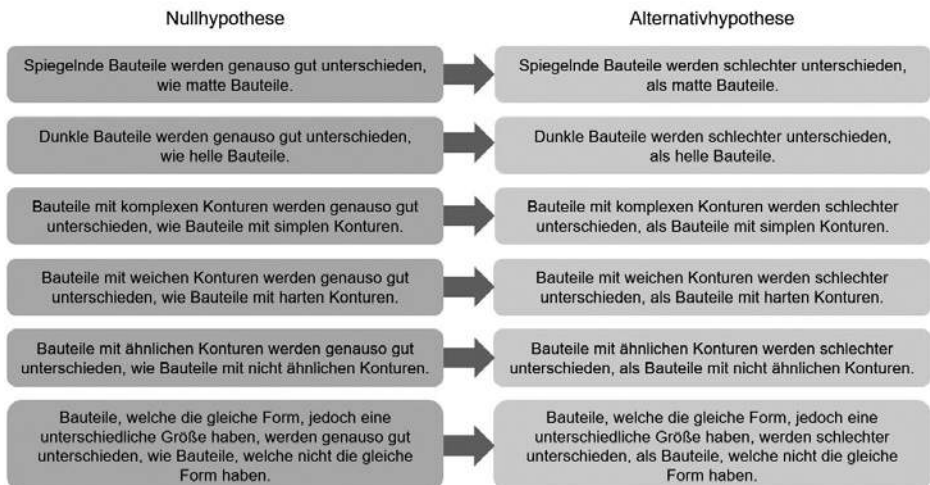 Nullhypothese
Alternativhypothese
Spiegelnde Bauteile werden genauso gut unterschieden,
wie matte Bauteile.
Spiegelnde Bauteile werden schlechter unterschieden,
als matte Bauteile.
Dunkle Bauteile werden genauso gut unterschieden,
wie helle Bauteile.
Dunkle Bauteile werden schlechter unterschieden,
als helle Bauteile.
Bauteile mit komplexen Konturen werden genauso gut
unterschieden, wie Bauteile mit simplen Konturen.
Bauteile mit komplexen Konturen werden schlechter
unterschieden, als Bauteile mit simplen Konturen.
Bauteile mit weichen Konturen werden genauso gut
unterschieden, wie Bauteile mit harten Konturen.
Bauteile mit weichen Konturen werden schlechter
unterschieden, als Bauteile mit harten Konturen.
Bauteile mit ähnlichen Konturen werden genauso gut
unterschieden, wie Bauteile mit nicht ähnlichen Konturen.
Bauteile mit ähnlichen Konturen werden schlechter
unterschieden, als Bauteile mit nicht ähnlichen Konturen.
Bauteile, welche die gleiche Form, jedoch eine
unterschiedliche Größe haben, werden genauso gut
unterschieden, wie Bauteile, welche nicht die gleiche
Form haben.
Bauteile, welche die gleiche Form, jedoch eine
unterschiedliche Größe haben, werden schlechter
unterschieden, als Bauteile, welche nicht die gleiche
Form haben.